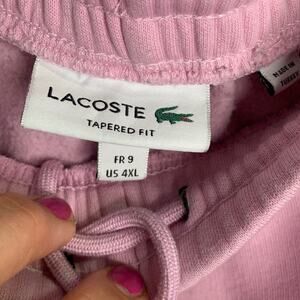 LACOSTE
TAPERED FIT
FR 9
US 4XL
MADE IN